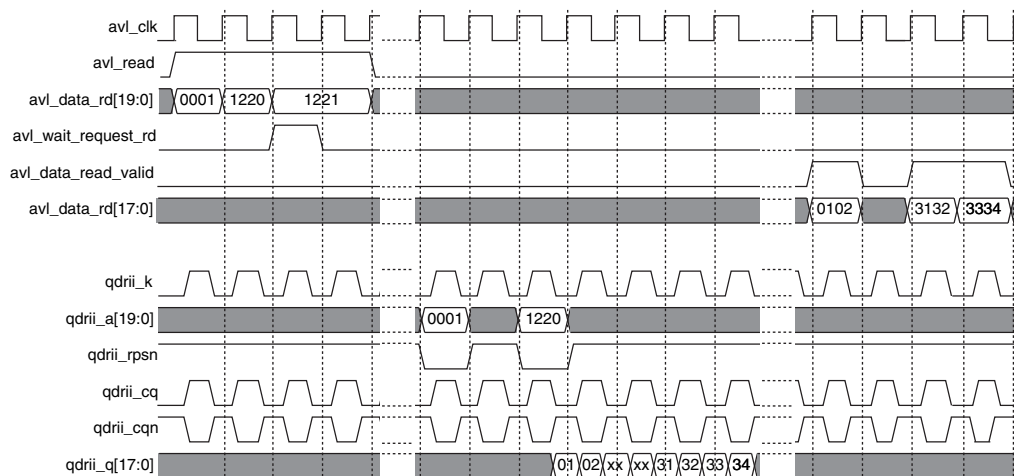 avl_clk
avl_read
avl_data_rd[19:0] 0001 1220 1221
avl_wait_request_rd
avl_data_read_valid
avl_data_rd[17:0] 0102 3132 3334
qdrii_k
qdrii_a[19:0] 0001 1220
qdrii_rpsn
qdrii_cq
qdrii_cqn
qdrii_q[17:0] 01 02 xx xx 31 32 33 34